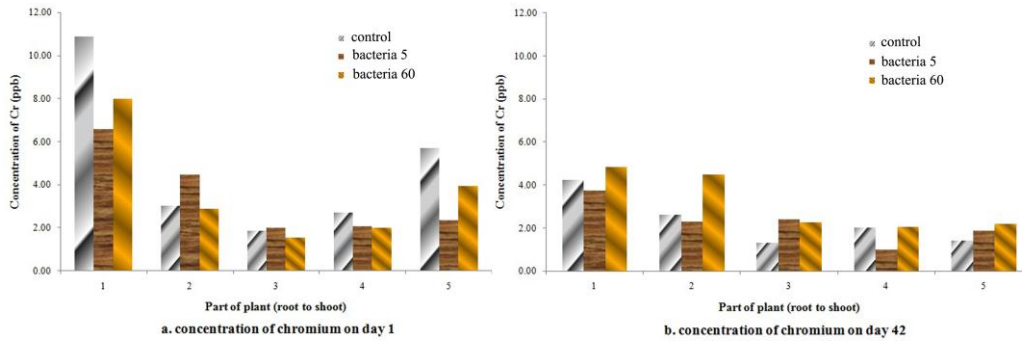 12.00
10.00
8.00
6.00
4.00
2.00
0.00
Concentration of Cr (ppb)
control
bacteria 5
bacteria 60
1 2 3 4 5
Part of plant (root to shoot)
a. concentration of chromium on day 1
12.00
10.00
8.00
6.00
4.00
2.00
0.00
Concentration of Cr (ppb)
control
bacteria 5
bacteria 60
1 2 3 4 5
Part of plant (root to shoot)
b. concentration of chromium on day 42